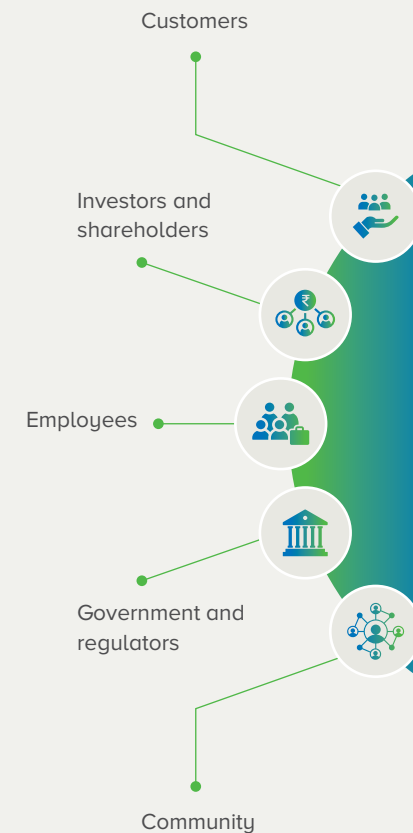 Customers
Investors and
shareholders
₹
Employees
Government and
regulators
Community